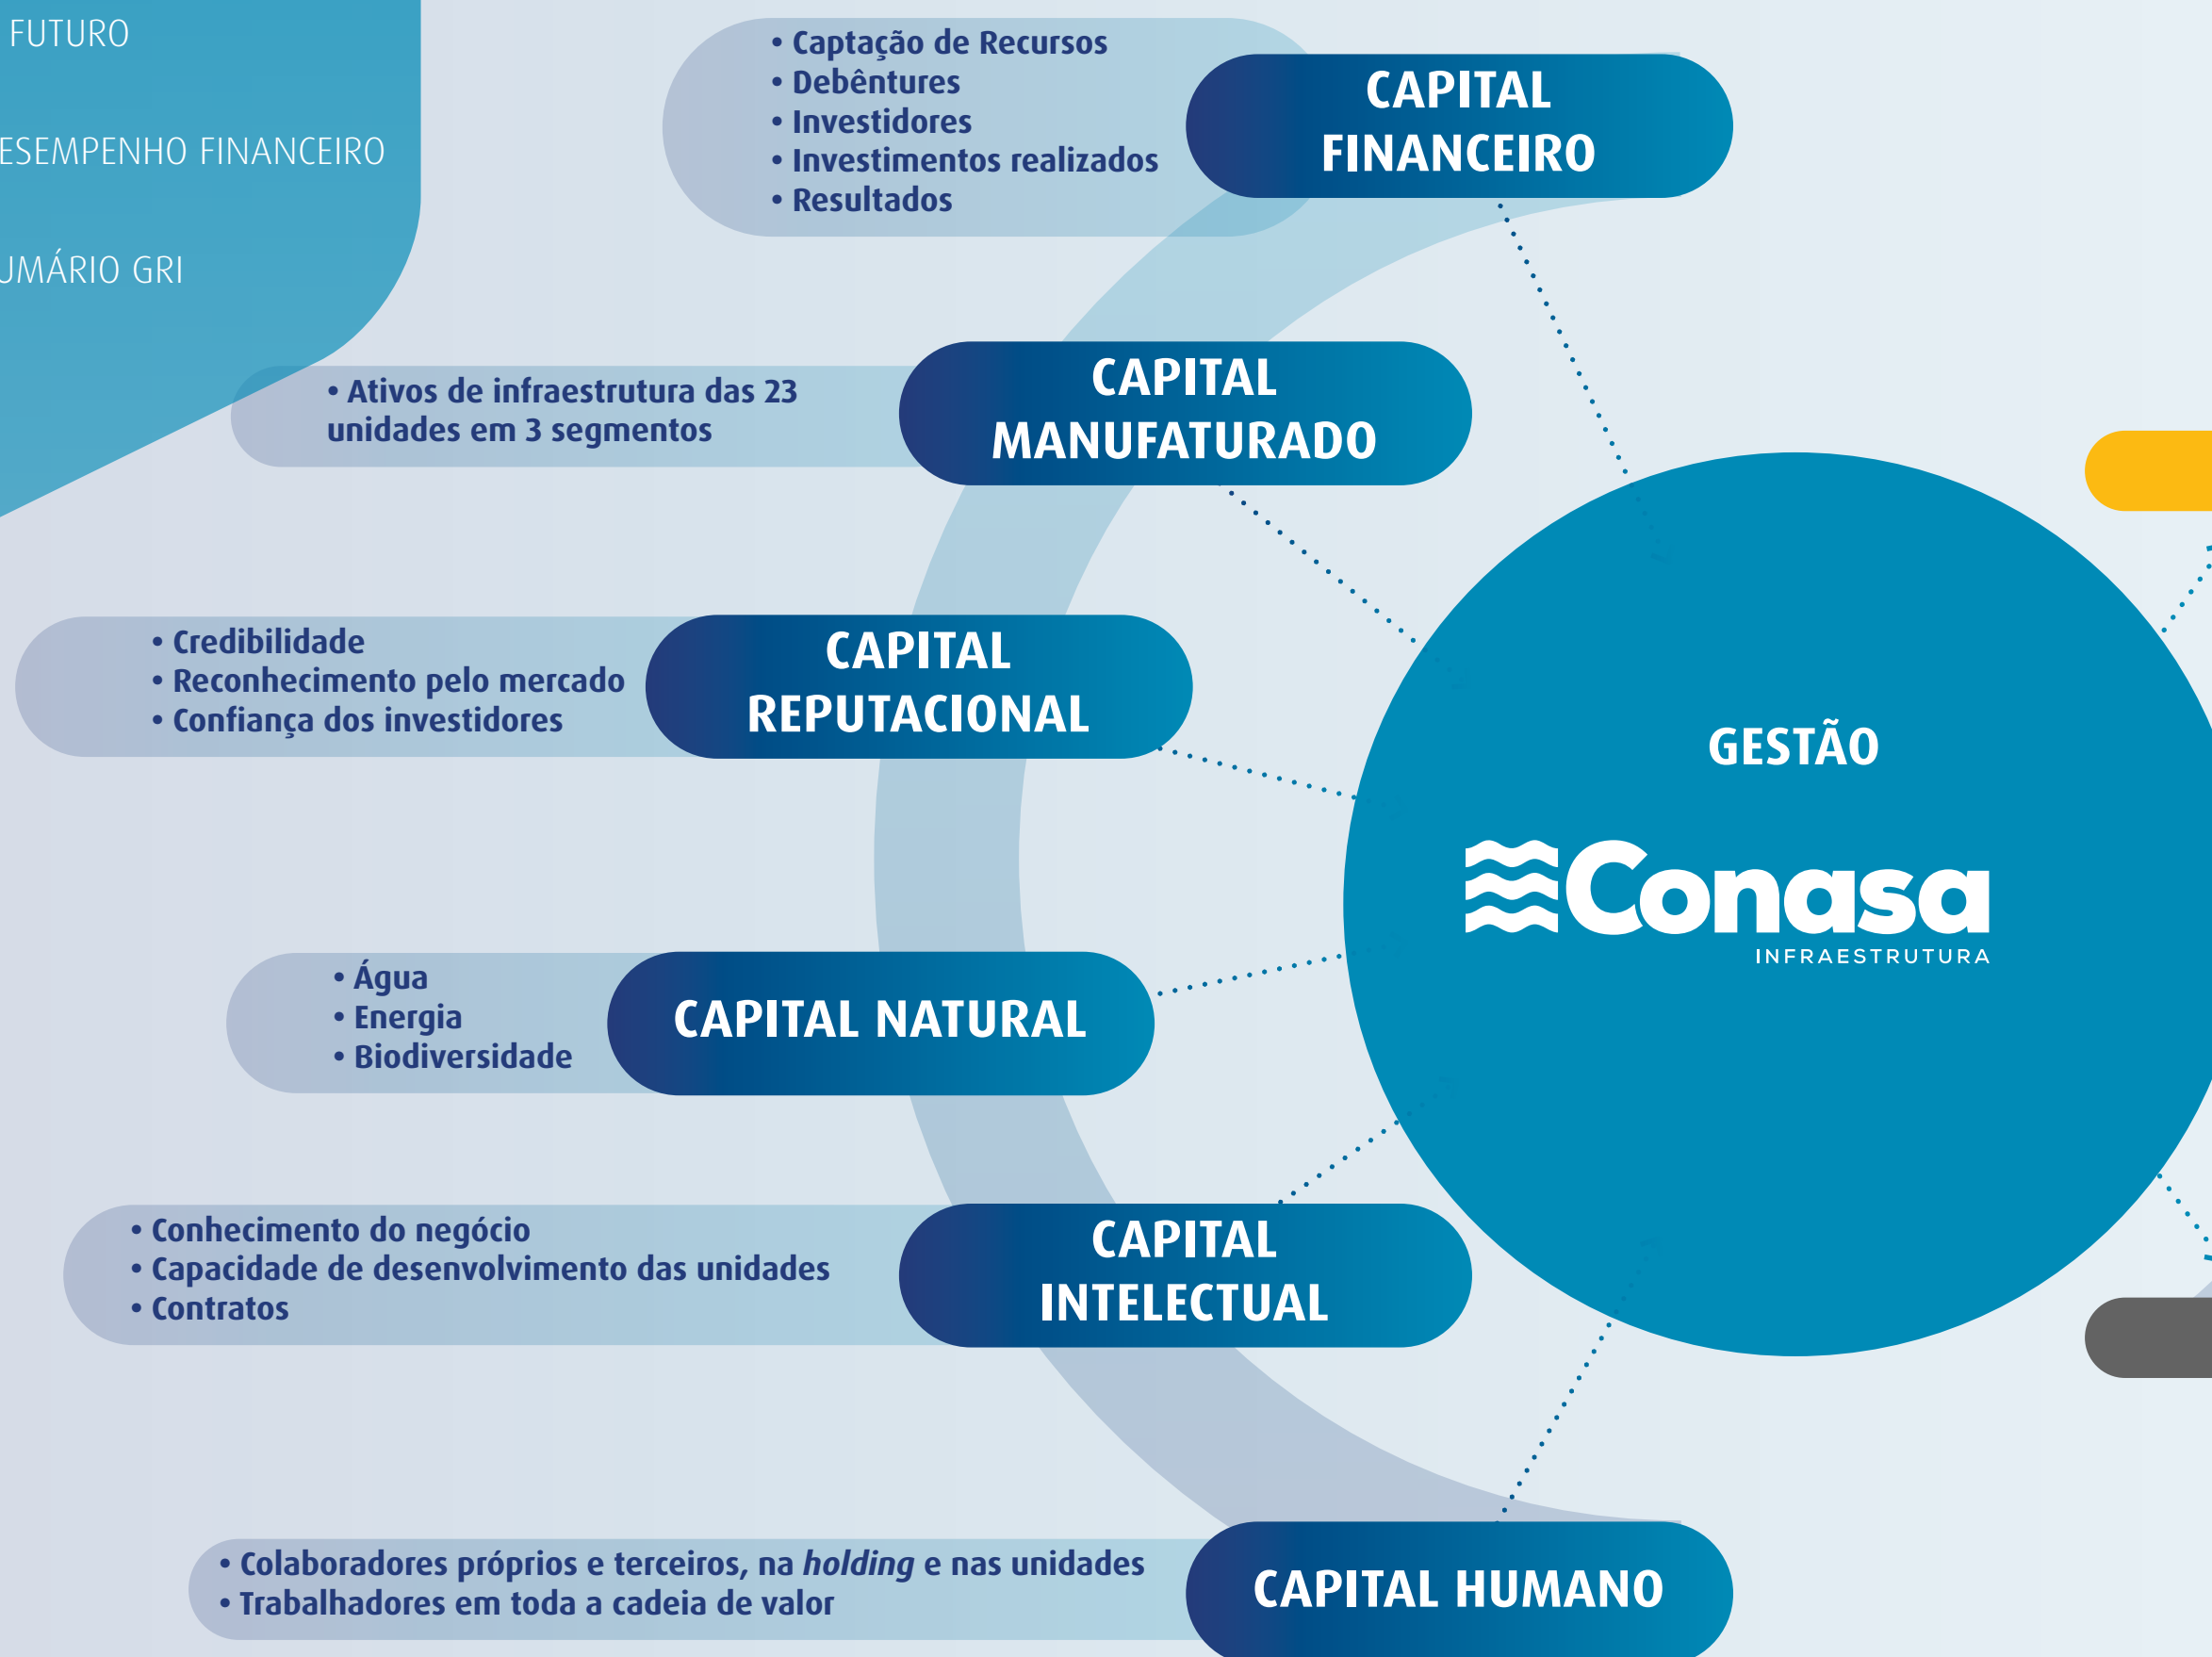 FUTURO
ESEMPENHO FINANCEIRO
UMÁRIO GRI
• Captação de Recursos
• Debêntures
• Investidores
• Investimentos realizados
• Resultados
CAPITAL
FINANCEIRO
• Ativos de infraestrutura das 23
unidades em 3 segmentos
CAPITAL
MANUFATURADO
• Credibilidade
• Reconhecimento pelo mercado
• Confiança dos investidores
CAPITAL
REPUTACIONAL
GESTÃO
Conasa
INFRAESTRUTURA
• Água
• Energia
• Biodiversidade
CAPITAL NATURAL
• Conhecimento do negócio
• Capacidade de desenvolvimento das unidades
• Contratos
CAPITAL
INTELECTUAL
• Colaboradores próprios e terceiros, na holding e nas unidades
• Trabalhadores em toda a cadeia de valor
CAPITAL HUMANO